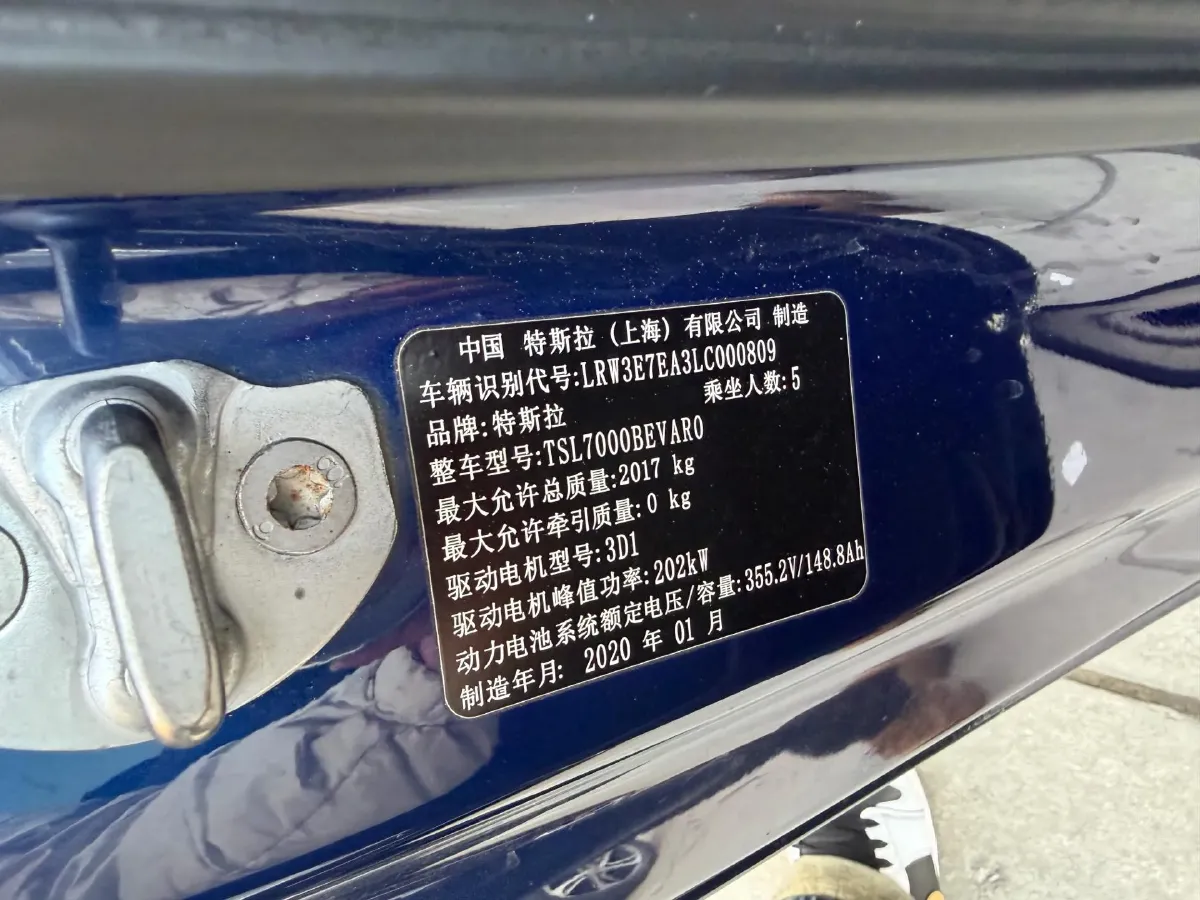 中国 特斯拉（上海）有限公司 制造
车辆识别代号:LRW3E7EA3LC000809
品牌:特斯拉 乘坐人数:5
整车型号:TSL7000BEVAR0
最大允许总质量:2017 kg
最大允许牵引质量:0 kg
驱动电机型号:3D1
驱动电机峰值功率:202kW
动力电池系统额定电压/容量:355.2V/148.8Ah
制造年月: 2020 年 01 月